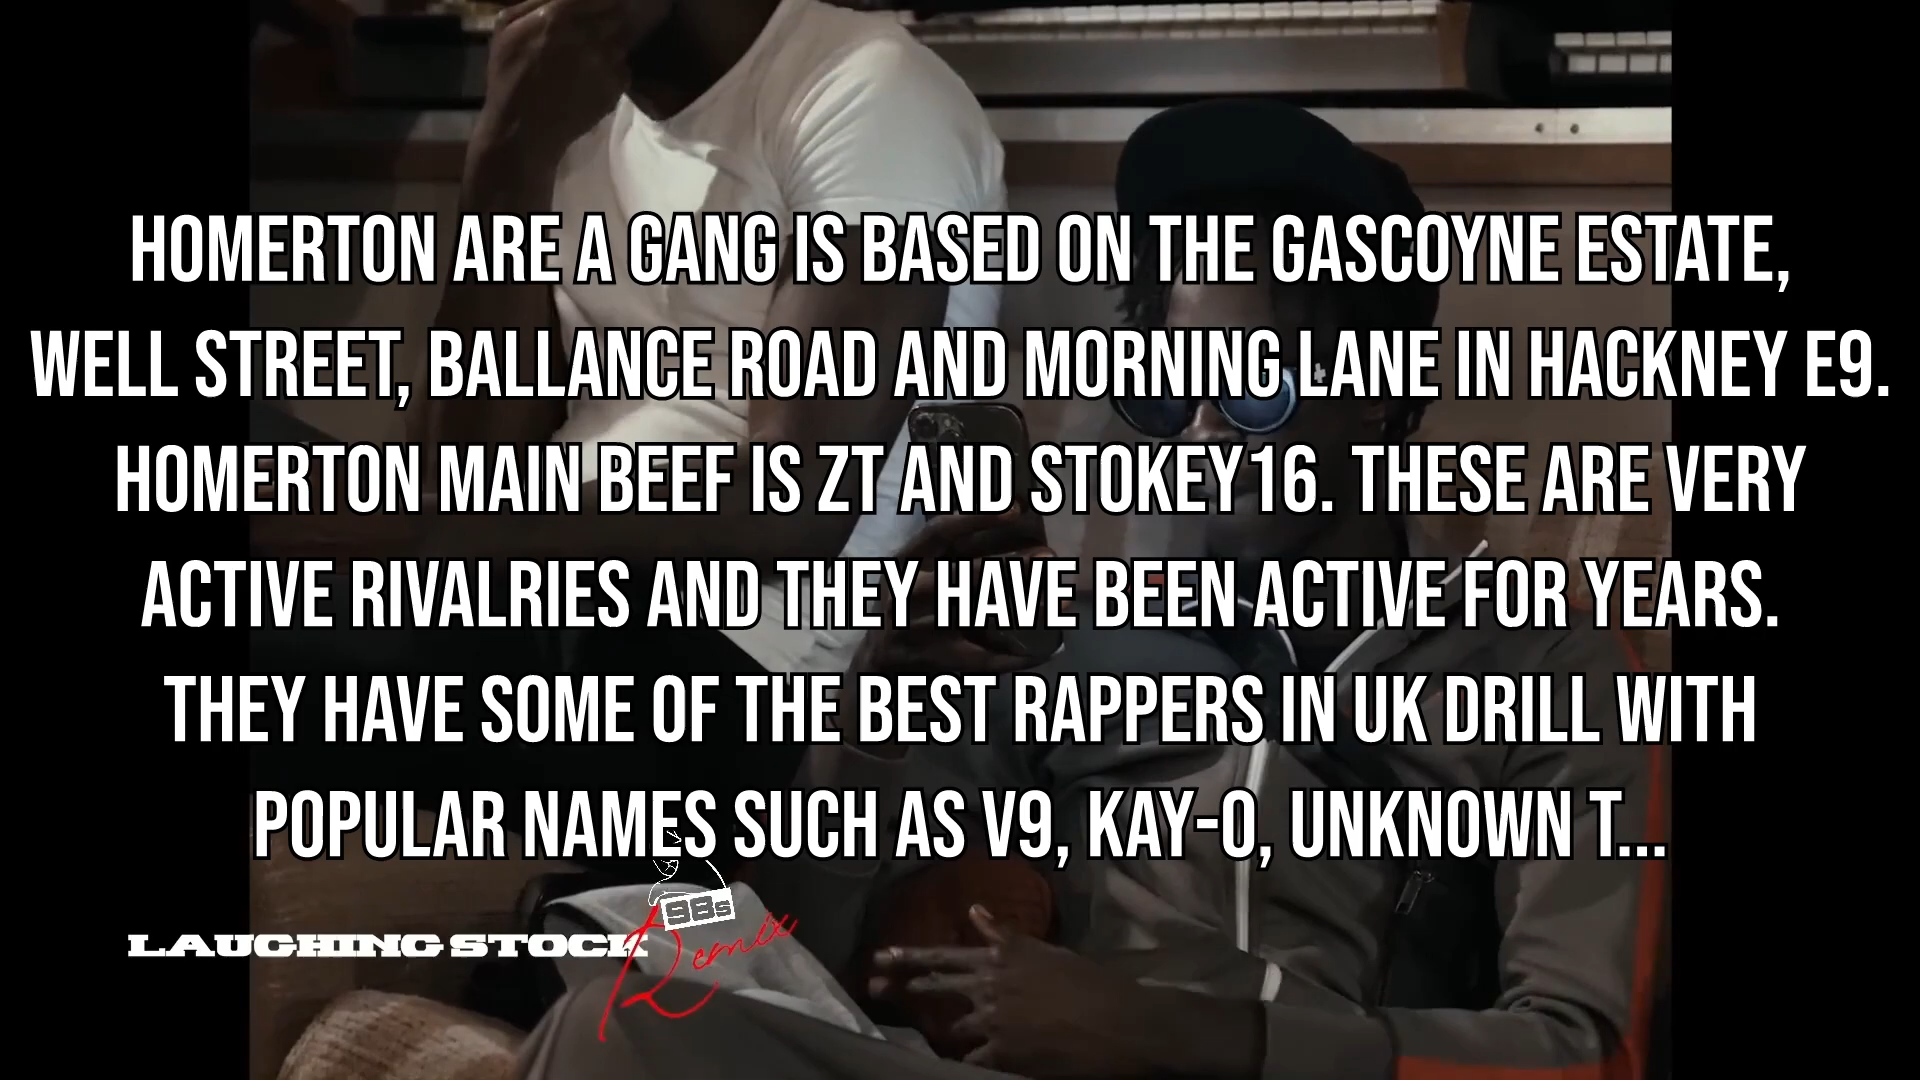 HOMERTON ARE A GANG IS BASED ON THE GASCOYNE ESTATE,
WELL STREET, BALLANCE ROAD AND MORNING LANE IN HACKNEY E9.
HOMERTON MAIN BEEF IS ZT AND STOKEY16. THESE ARE VERY
ACTIVE RIVALRIES AND THEY HAVE BEEN ACTIVE FOR YEARS.
THEY HAVE SOME OF THE BEST RAPPERS IN UK DRILL WITH
POPULAR NAMES SUCH AS V9, KAY-O, UNKNOWN T...
98s
LAUGHING STOCK
Remix